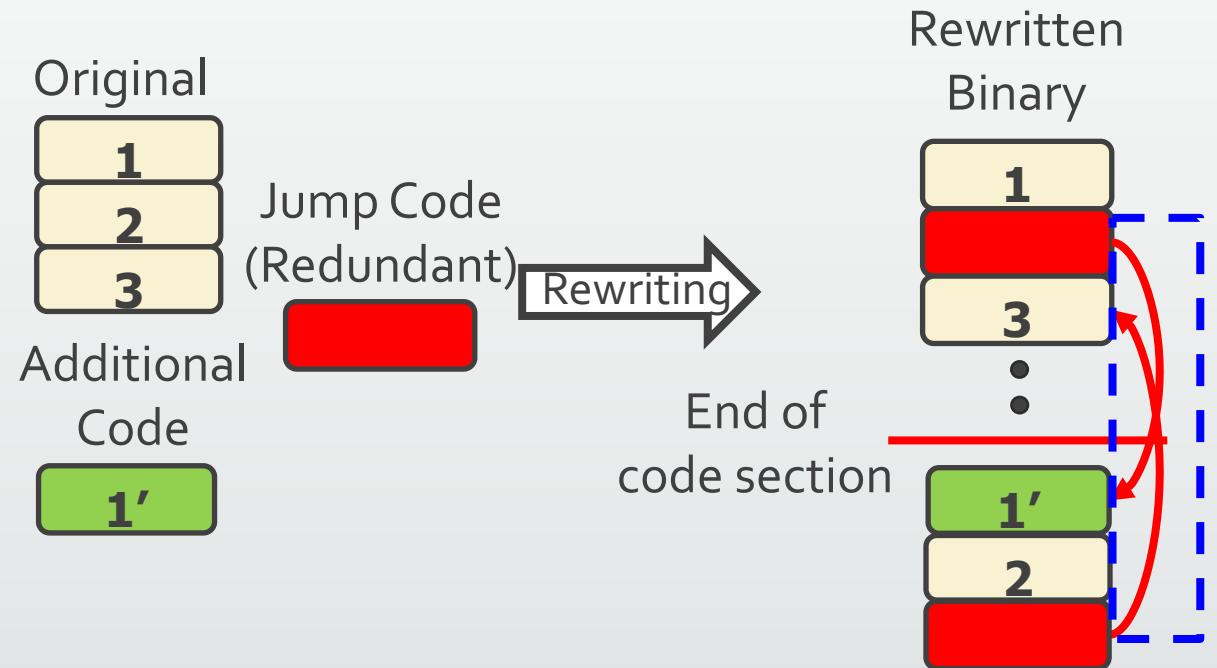 Original
1
2
3
Additional
Code
1′
Jump Code
(Redundant)
Rewriting
Rewritten
Binary
1
3
End of
code section
1′
2